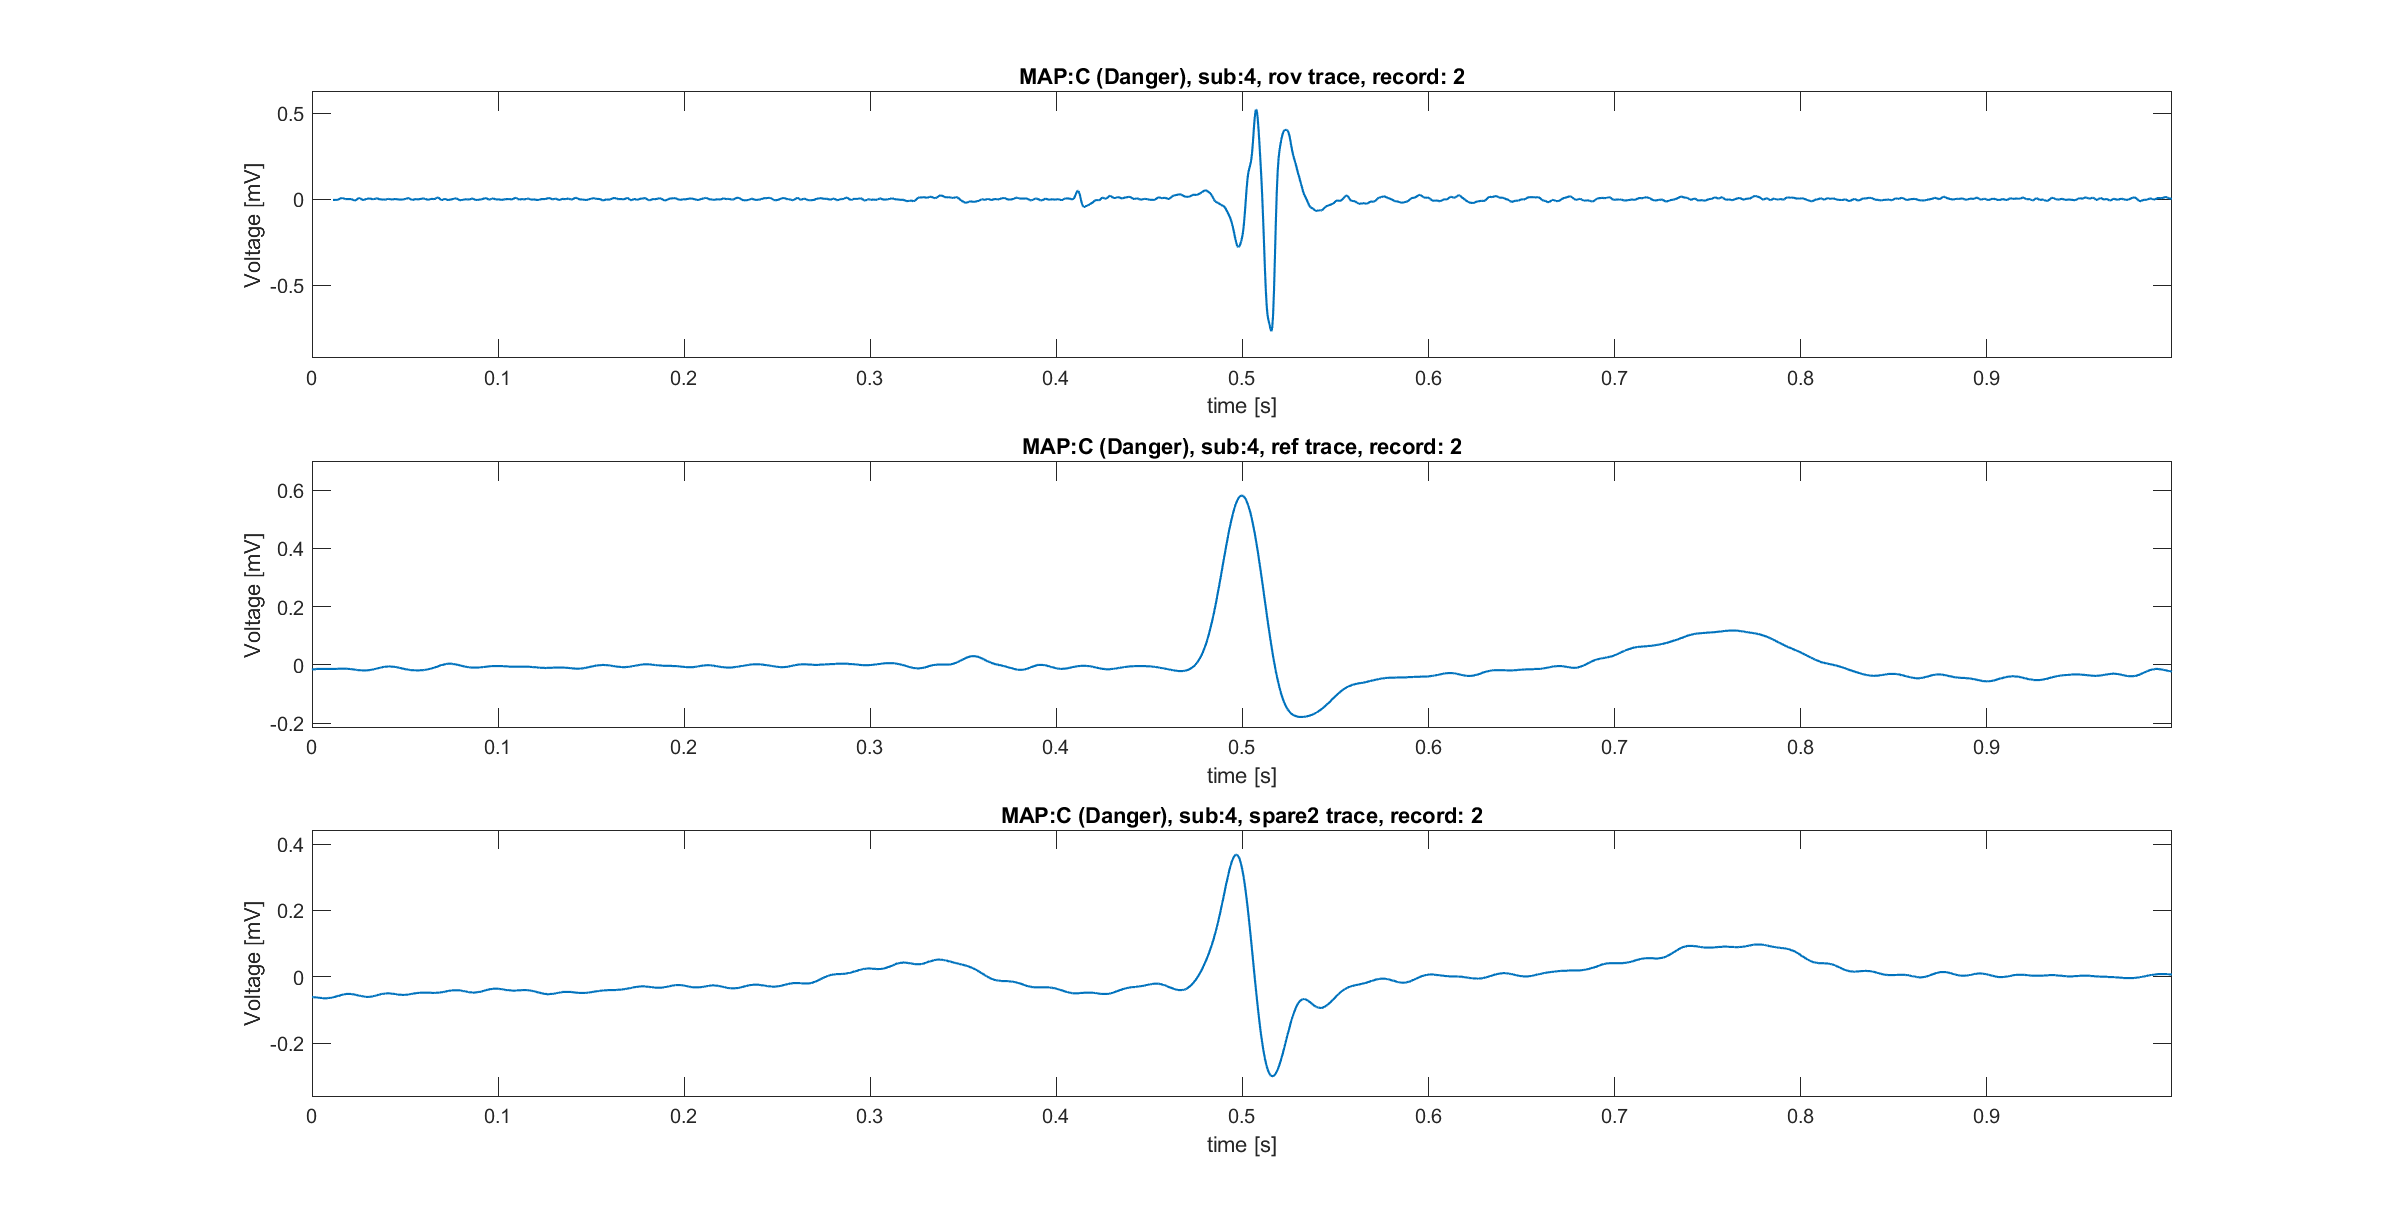 MAP:C (Danger), sub:4, rov trace, record: 2
0.5
0
-0.5
Voltage [mV]
0 0.1 0.2 0.3 0.4 0.5 0.6 0.7 0.8 0.9
time [s]
MAP:C (Danger), sub:4, ref trace, record: 2
0.6
0.4
0.2
0
-0.2
Voltage [mV]
0 0.1 0.2 0.3 0.4 0.5 0.6 0.7 0.8 0.9
time [s]
MAP:C (Danger), sub:4, spare2 trace, record: 2
0.4
0.2
0
-0.2
Voltage [mV]
0 0.1 0.2 0.3 0.4 0.5 0.6 0.7 0.8 0.9
time [s]